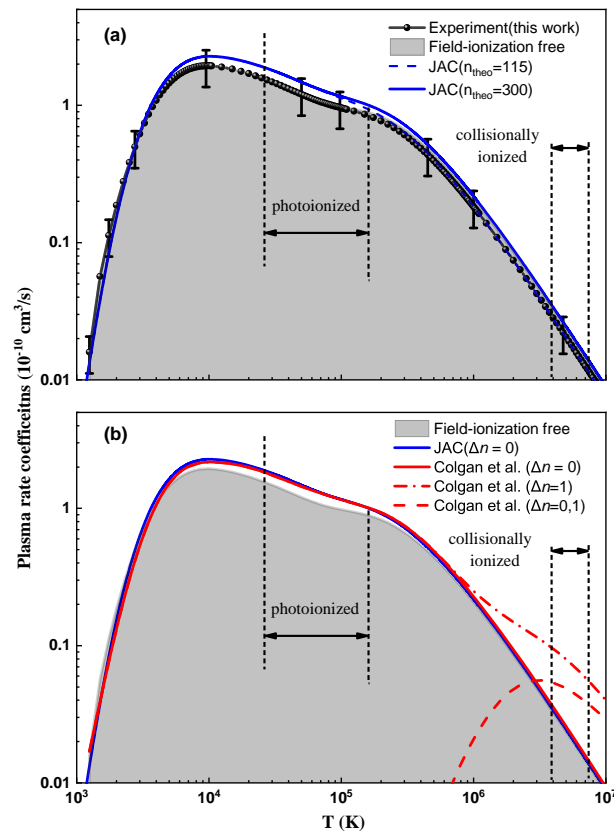 (a)
Experiment(this work)
Field-ionization free
JAC(ntheo=115)
JAC(ntheo=300)
collisionally
ionized
photoionized
1
0.1
0.01
Plasma rate coefficeitns (10-10 cm3/s)
(b)
Field-ionization free
JAC(Δn = 0)
Colgan et al. (Δn = 0)
Colgan et al. (Δn=1)
Colgan et al. (Δn=0,1)
collisionally
ionized
photoionized
1
0.1
0.01
103 104 105 106 107
T (K)